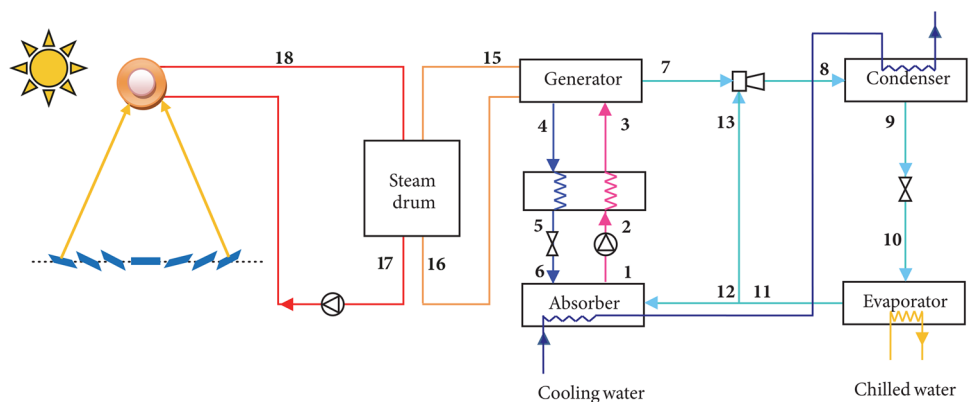 18
15
Generator
7
8
Condenser
4
3
13
9
Steam
drum
5
2
10
17
16
6
1
12
11
Absorber
Evaporator
Cooling water
Chilled water